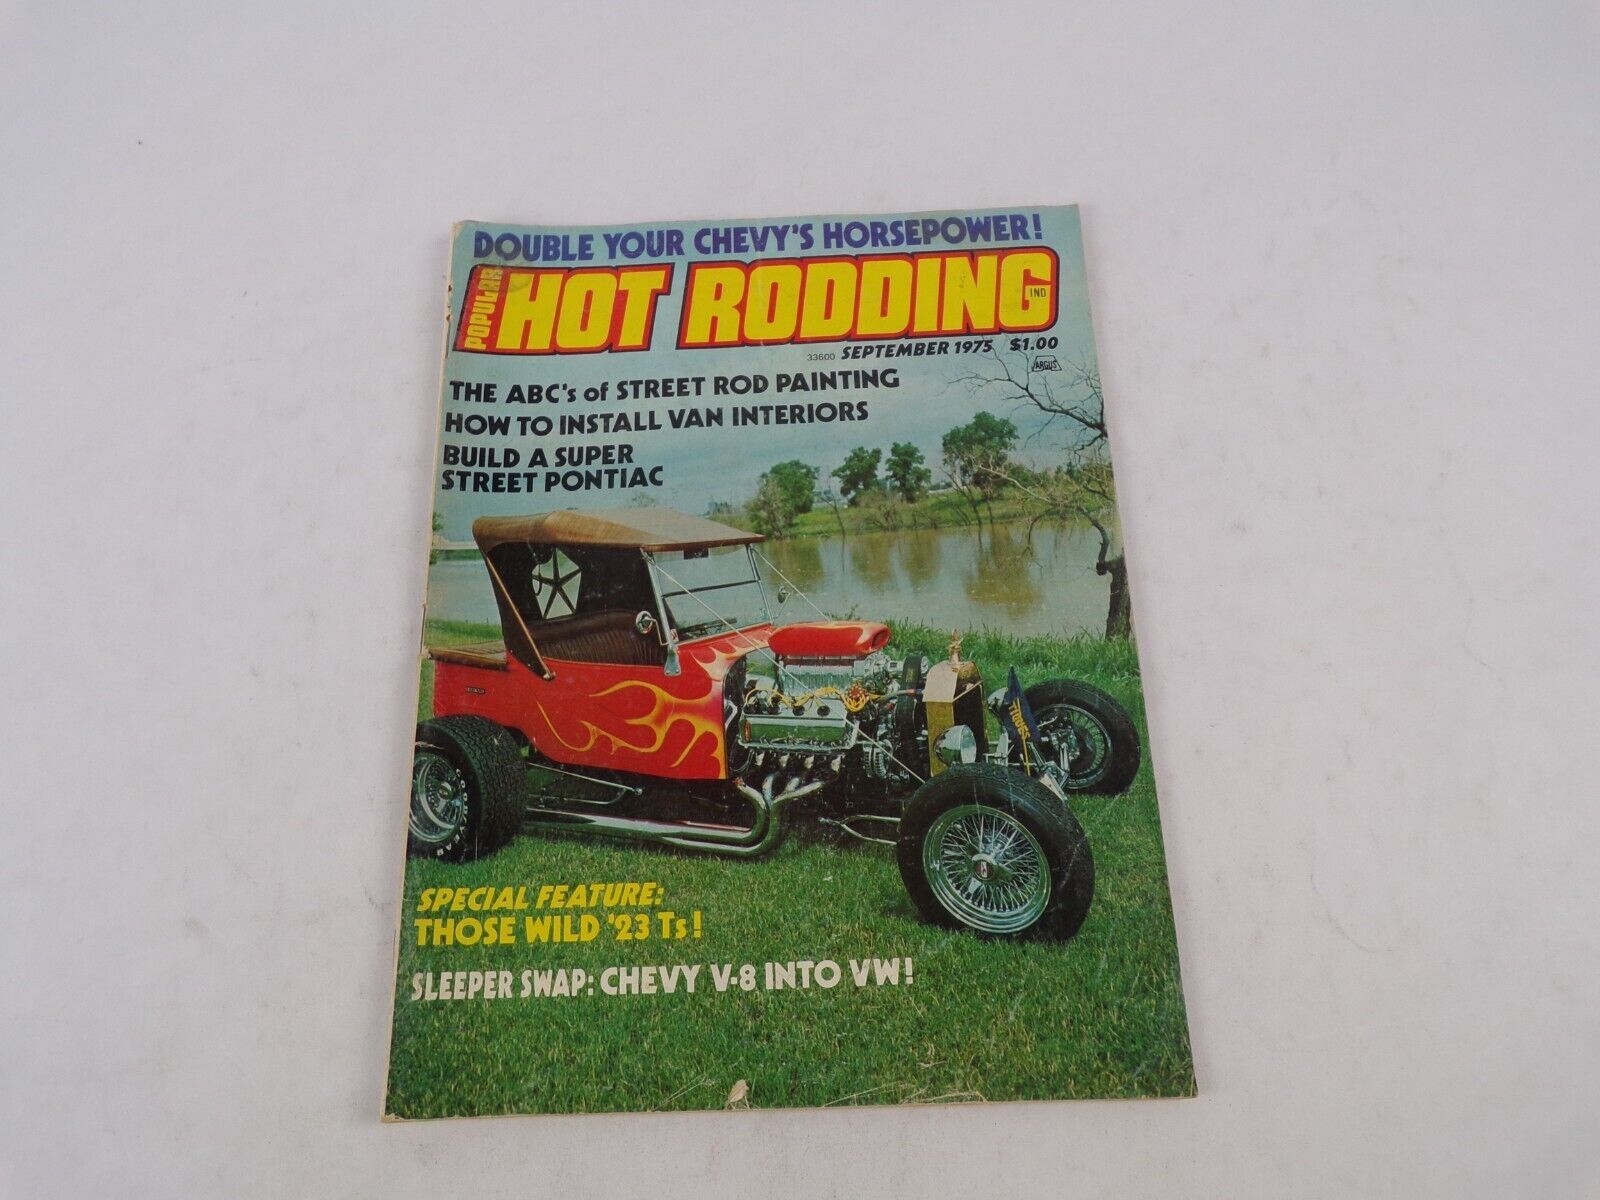 DOUBLE YOUR CHEVY'S HORSEPOWER!
POPULAR HOT RODDING
IND
33600 SEPTEMBER 1975 $1.00
ARGUS
THE ABC's of STREET ROD PAINTING
HOW TO INSTALL VAN INTERIORS
BUILD A SUPER
STREET PONTIAC
SPECIAL FEATURE:
THOSE WILD '23 Ts!
SLEEPER SWAP: CHEVY V-8 INTO VW!